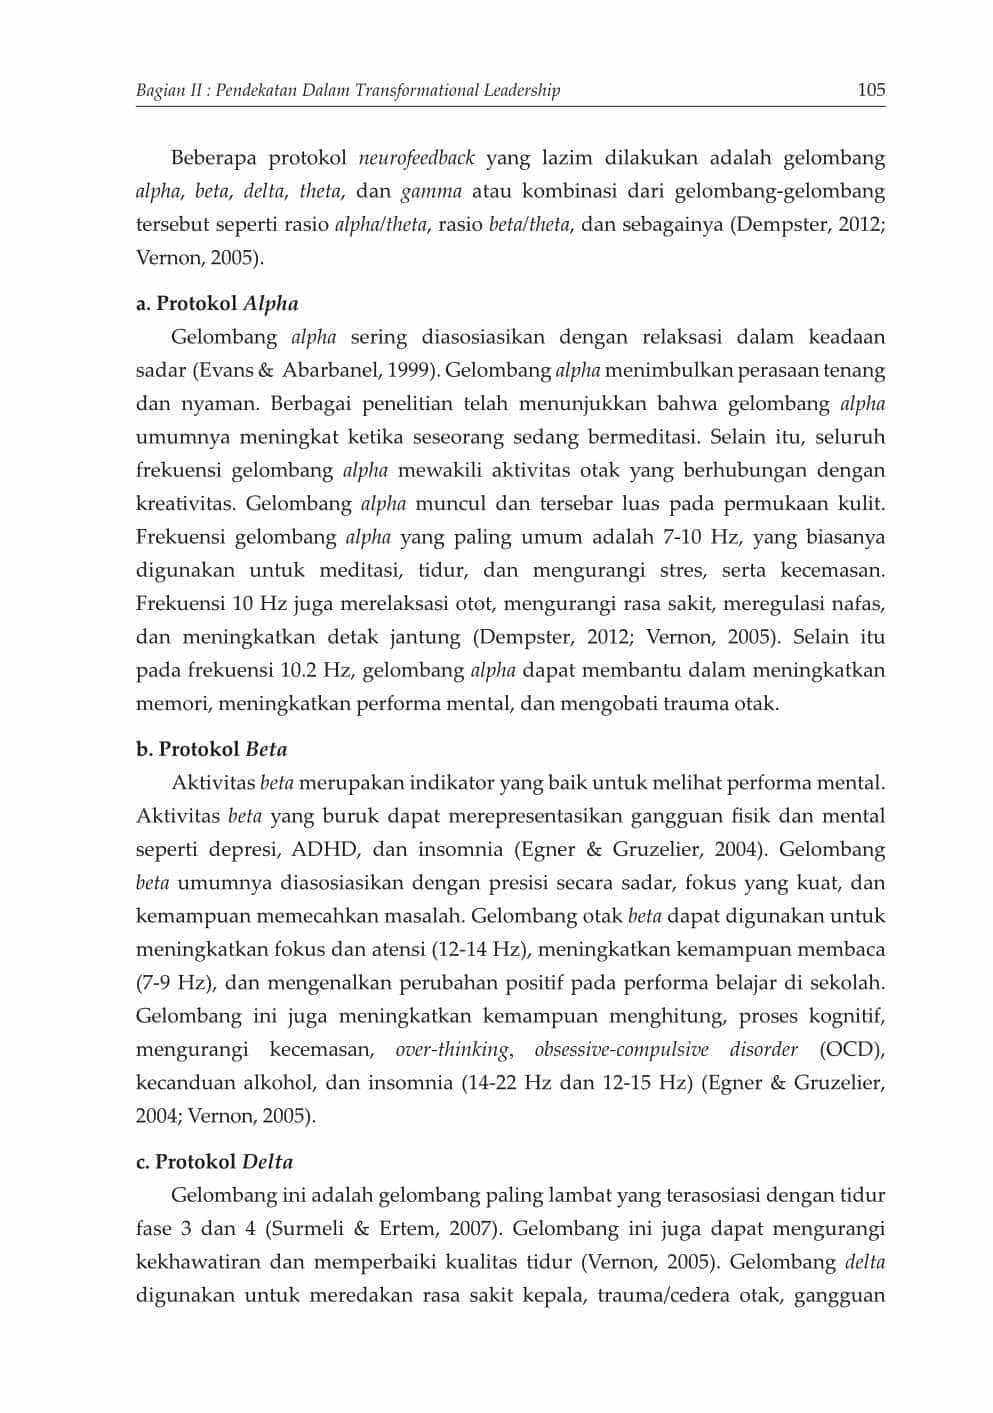 Bagian II : Pendekatan Dalam Transformational Leadership 105
Beberapa protokol neurofeedback yang lazim dilakukan adalah gelombang
alpha, beta, delta, theta, dan gamma atau kombinasi dari gelombang-gelombang
tersebut seperti rasio alpha/theta, rasio beta/theta, dan sebagainya (Dempster, 2012;
Vernon, 2005).
a. Protokol Alpha
Gelombang alpha sering diasosiasikan dengan relaksasi dalam keadaan
sadar (Evans & Abarbanel, 1999). Gelombang alpha menimbulkan perasaan tenang
dan nyaman. Berbagai penelitian telah menunjukkan bahwa gelombang alpha
umumnya meningkat ketika seseorang sedang bermeditasi. Selain itu, seluruh
frekuensi gelombang alpha mewakili aktivitas otak yang berhubungan dengan
kreativitas. Gelombang alpha muncul dan tersebar luas pada permukaan kulit.
Frekuensi gelombang alpha yang paling umum adalah 7-10 Hz, yang biasanya
digunakan untuk meditasi, tidur, dan mengurangi stres, serta kecemasan.
Frekuensi 10 Hz juga merelaksasi otot, mengurangi rasa sakit, meregulasi nafas,
dan meningkatkan detak jantung (Dempster, 2012; Vernon, 2005). Selain itu
pada frekuensi 10.2 Hz, gelombang alpha dapat membantu dalam meningkatkan
memori, meningkatkan performa mental, dan mengobati trauma otak.
b. Protokol Beta
Aktivitas beta merupakan indikator yang baik untuk melihat performa mental.
Aktivitas beta yang buruk dapat merepresentasikan gangguan fisik dan mental
seperti depresi, ADHD, dan insomnia (Egner & Gruzelier, 2004). Gelombang
beta umumnya diasosiasikan dengan presisi secara sadar, fokus yang kuat, dan
kemampuan memecahkan masalah. Gelombang otak beta dapat digunakan untuk
meningkatkan fokus dan atensi (12-14 Hz), meningkatkan kemampuan membaca
(7-9 Hz), dan mengenalkan perubahan positif pada performa belajar di sekolah.
Gelombang ini juga meningkatkan kemampuan menghitung, proses kognitif,
mengurangi kecemasan, over-thinking, obsessive-compulsive disorder (OCD),
kecanduan alkohol, dan insomnia (14-22 Hz dan 12-15 Hz) (Egner & Gruzelier,
2004; Vernon, 2005).
c. Protokol Delta
Gelombang ini adalah gelombang paling lambat yang terasosiasi dengan tidur
fase 3 dan 4 (Surmeli & Ertem, 2007). Gelombang ini juga dapat mengurangi
kekhawatiran dan memperbaiki kualitas tidur (Vernon, 2005). Gelombang delta
digunakan untuk meredakan rasa sakit kepala, trauma/cedera otak, gangguan